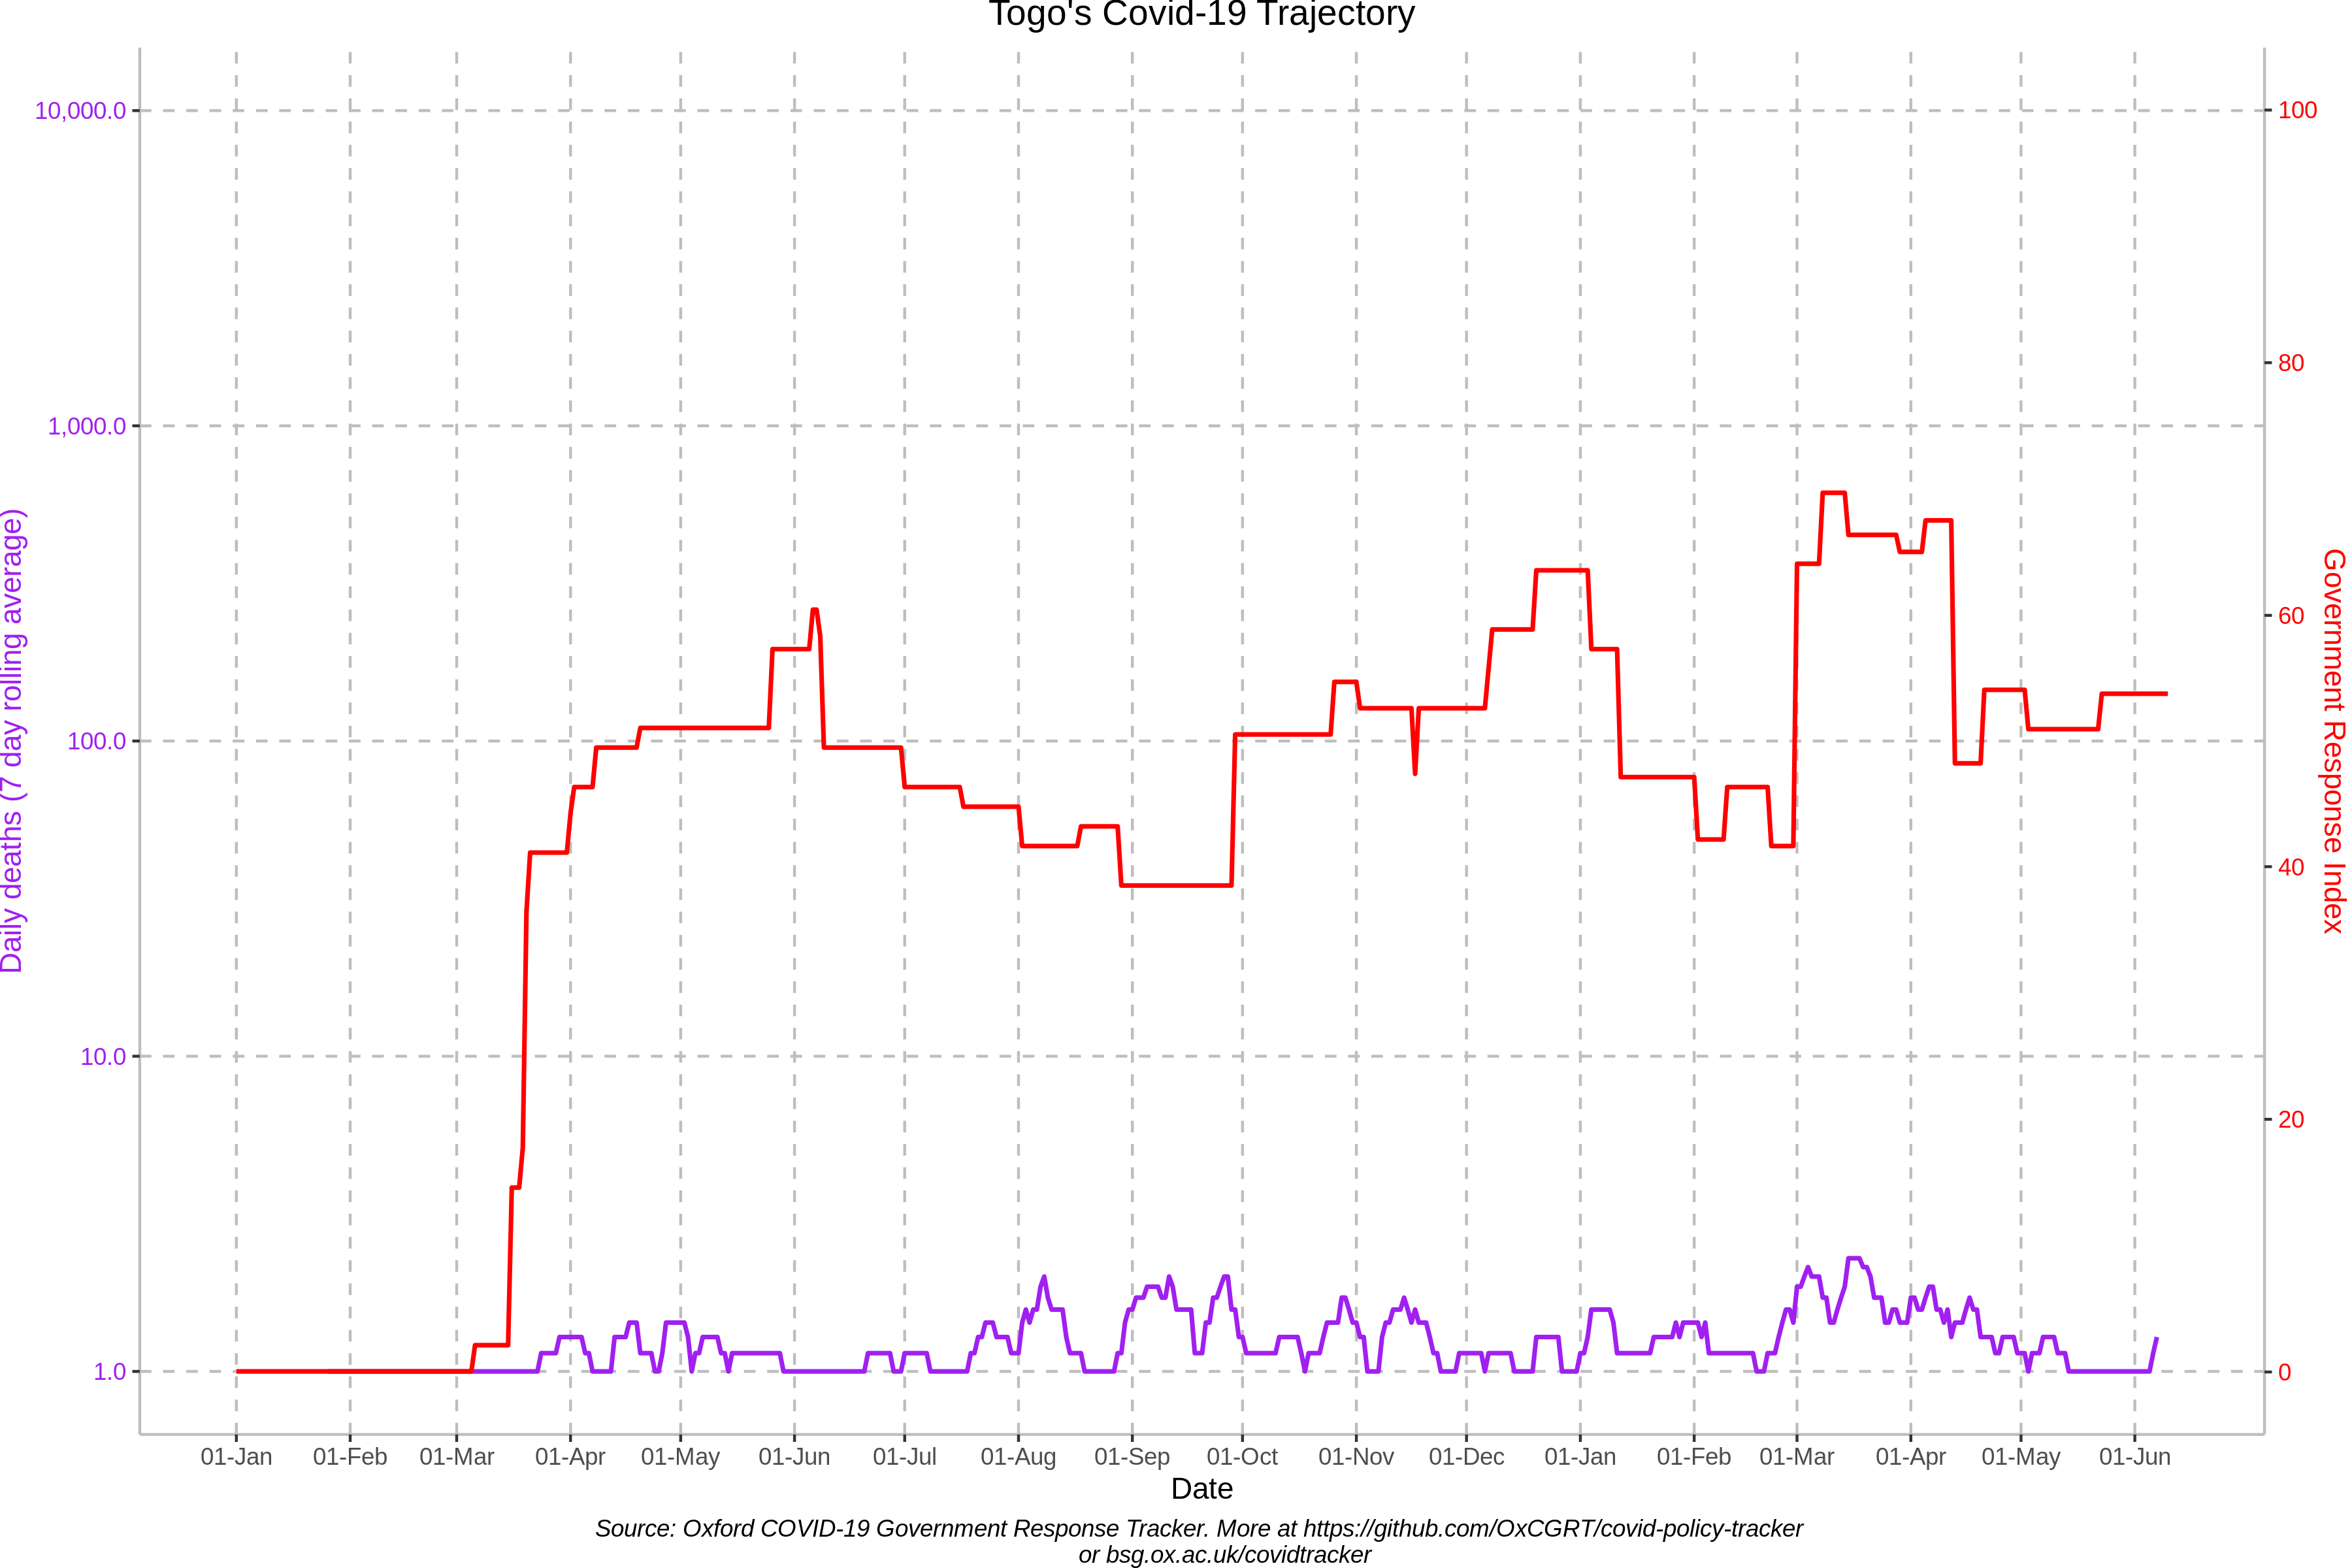 Togo's Covid-19 Trajectory
10,000.0
1,000.0
100.0
10.0
1.0
Daily deaths (7 day rolling average)
100
80
60
40
20
0
Government Response Index
01-Jan 01-Feb 01-Mar 01-Apr 01-May 01-Jun 01-Jul 01-Aug 01-Sep 01-Oct 01-Nov 01-Dec 01-Jan 01-Feb 01-Mar 01-Apr 01-May 01-Jun
Date
Source: Oxford COVID-19 Government Response Tracker. More at https://github.com/OxCGRT/covid-policy-tracker
or bsg.ox.ac.uk/covidtracker